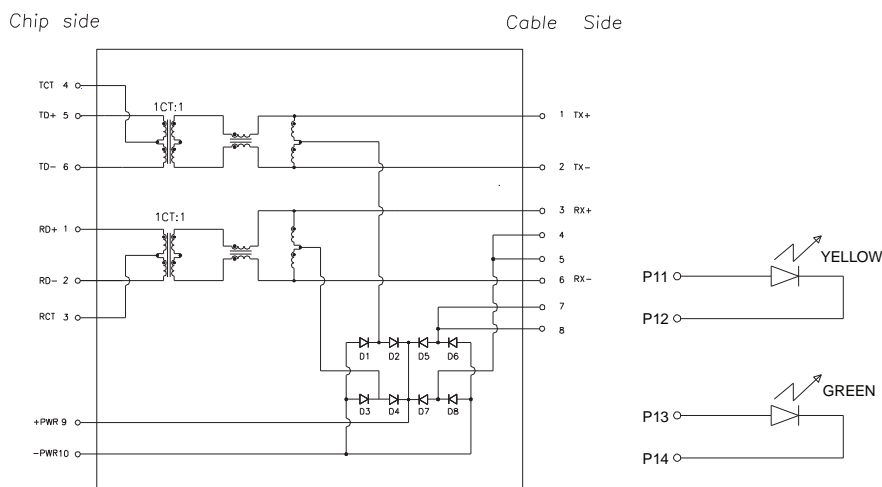 Chip side
Cable Side
TCT 4
1CT:1
TD+ 5
1 TX+
TD- 6
2 TX-
1CT:1
3 RX+
RD+ 1
4
5
RD- 2
6 RX-
RCT 3
7
8
D1 D2 D5 D6
D3 D4 D7 D8
+PWR 9
-PWR10
YELLOW
P11
P12
GREEN
P13
P14